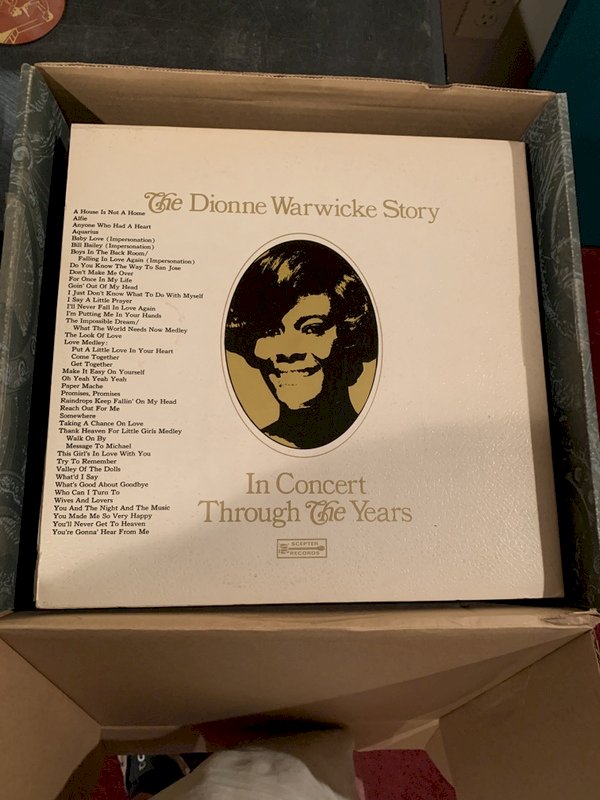 The Dionne Warwicke Story
A House Is Not A Home
Alfie
Anyone Who Had A Heart
Aquarius
Baby Love (Impersonation)
Bill Bailey (Impersonation)
Boys In The Back Room/
Falling In Love Again (Impersonation)
Do You Know The Way To San Jose
Don't Make Me Over
For Once In My Life
Goin' Out Of My Head
I Just Don't Know What To Do With Myself
I Say A Little Prayer
I'll Never Fall In Love Again
I'm Putting Me In Your Hands
The Impossible Dream/
What The World Needs Now Medley
The Look Of Love
Love Medley:
Put A Little Love In Your Heart
Come Together
Get Together
Make It Easy On Yourself
Oh Yeah Yeah Yeah
Paper Mache
Promises, Promises
Raindrops Keep Fallin' On My Head
Reach Out For Me
Somewhere
Taking A Chance On Love
Thank Heaven For Little Girls Medley
Walk On By
Message To Michael
This Girl's In Love With You
Try To Remember
Valley Of The Dolls
What'd I Say
What's Good About Goodbye
Who Can I Turn To
Wives And Lovers
You And The Night And The Music
You Made Me So Very Happy
You'll Never Get To Heaven
You're Gonna' Hear From Me
In Concert
Through The Years
SCEPTER
RECORDS